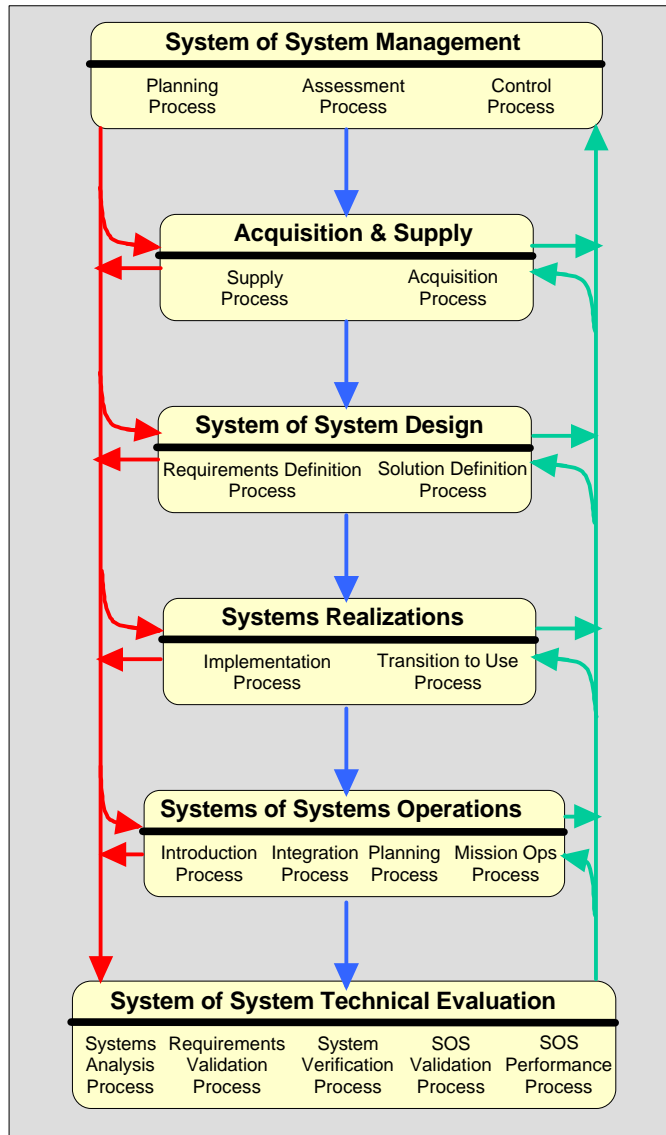 System of System Management
Planning Process
Assessment Process
Control Process
Acquisition & Supply
Supply Process
Acquisition Process
System of System Design
Requirements Definition Process
Solution Definition Process
Systems Realizations
Implementation Process
Transition to Use Process
Systems of Systems Operations
Introduction Process
Integration Process
Planning Process
Mission Ops Process
System of System Technical Evaluation
Systems Analysis Process
Requirements Validation Process
System Verification Process
SOS Validation Process
SOS Performance Process